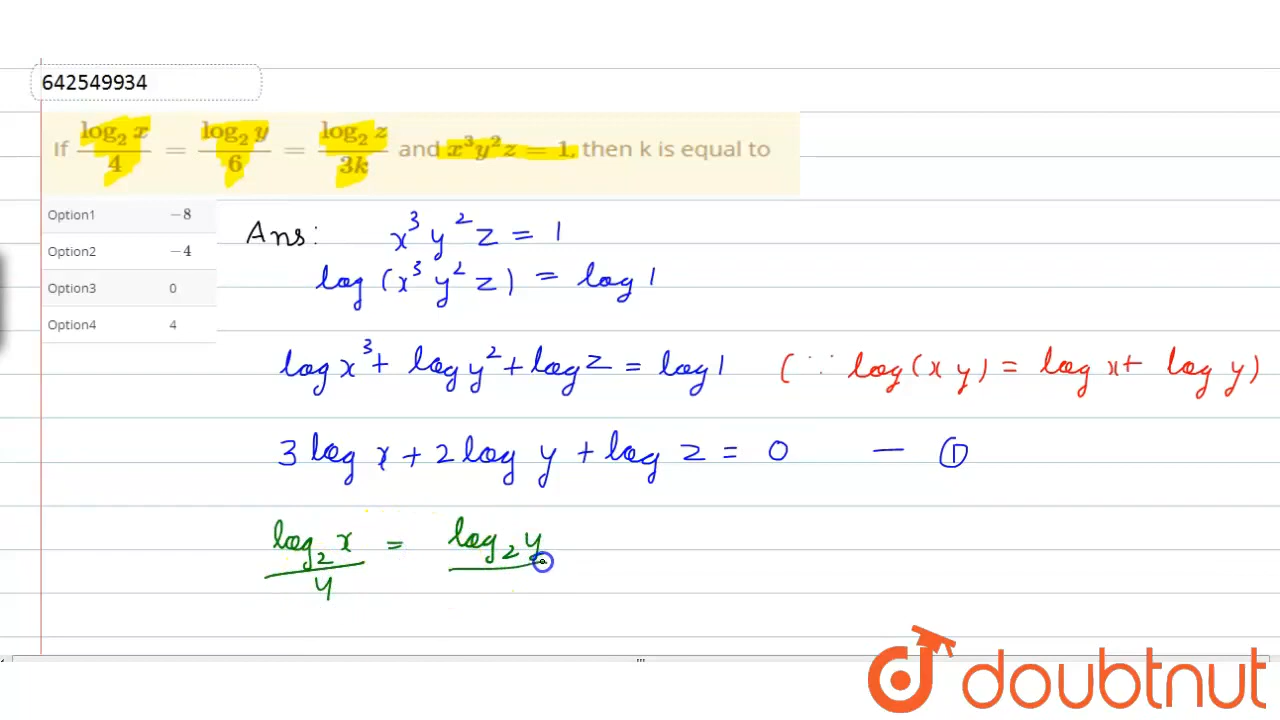 642549934
If log₂ x / 4 = log₂ y / 6 = log₂ z / 3k and x³y²z = 1, then k is equal to
Option1 −8
Option2 −4
Option3 0
Option4 4
Ans: x³ y² z = 1
log (x³ y² z) = log 1
log x³ + log y² + log z = log 1 (∵ log (x y) = log x + log y)
3 log x + 2 log y + log z = 0 — ①
log₂ x / 4 = log₂ y
doubtnut